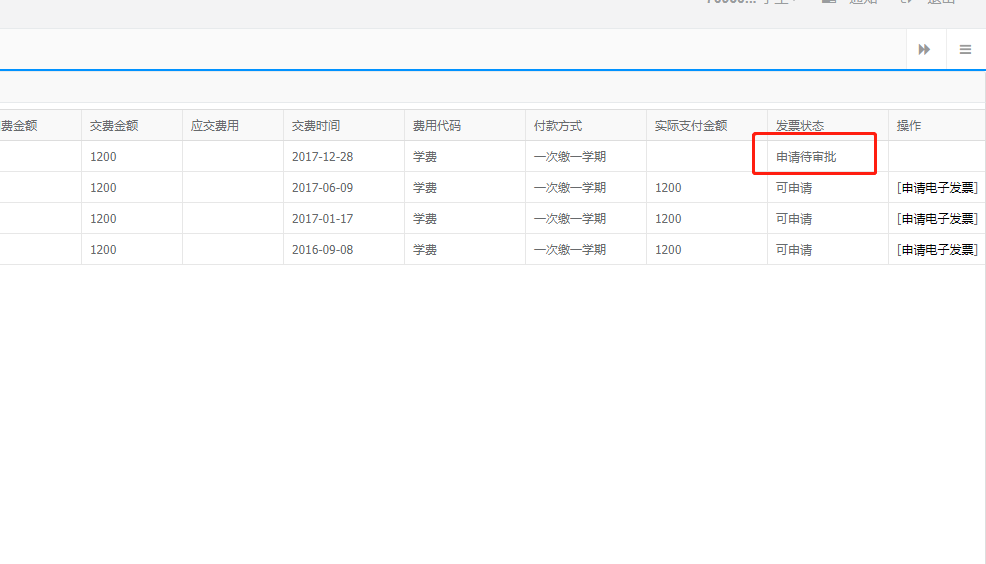 学生 通知 退出
费金额 交费金额 应交费用 交费时间 费用代码 付款方式 实际支付金额 发票状态 操作
1200 2017-12-28 学费 一次缴一学期 申请待审批
1200 2017-06-09 学费 一次缴一学期 1200 可申请 [申请电子发票]
1200 2017-01-17 学费 一次缴一学期 1200 可申请 [申请电子发票]
1200 2016-09-08 学费 一次缴一学期 1200 可申请 [申请电子发票]